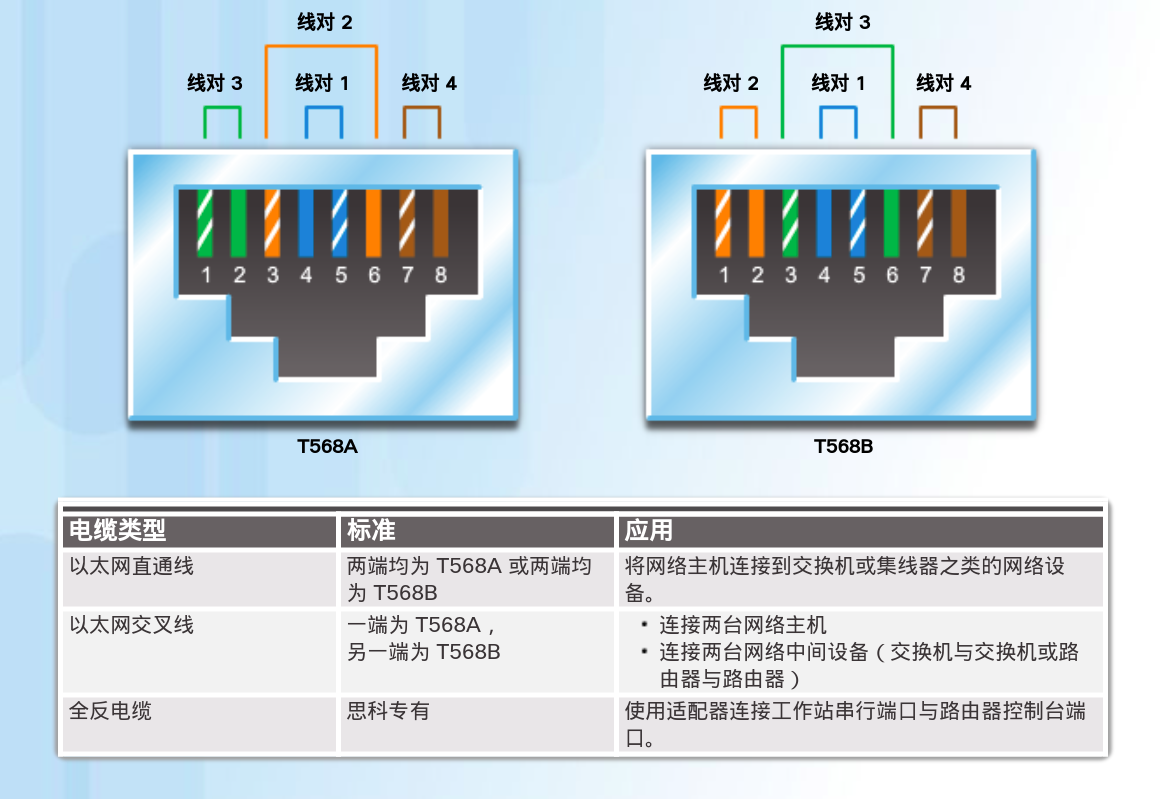 线对 2
线对 3
线对 3
线对 1
线对 4
线对 2
线对 1
线对 4
1 2 3 4 5 6 7 8
1 2 3 4 5 6 7 8
T568A
T568B
电缆类型
标准
应用
以太网直通线
两端均为 T568A 或两端均
为 T568B
将网络主机连接到交换机或集线器之类的网络设
备。
以太网交叉线
一端为 T568A，
另一端为 T568B
• 连接两台网络主机
• 连接两台网络中间设备（交换机与交换机或路
由器与路由器）
全反电缆
思科专有
使用适配器连接工作站串行端口与路由器控制台端
口。